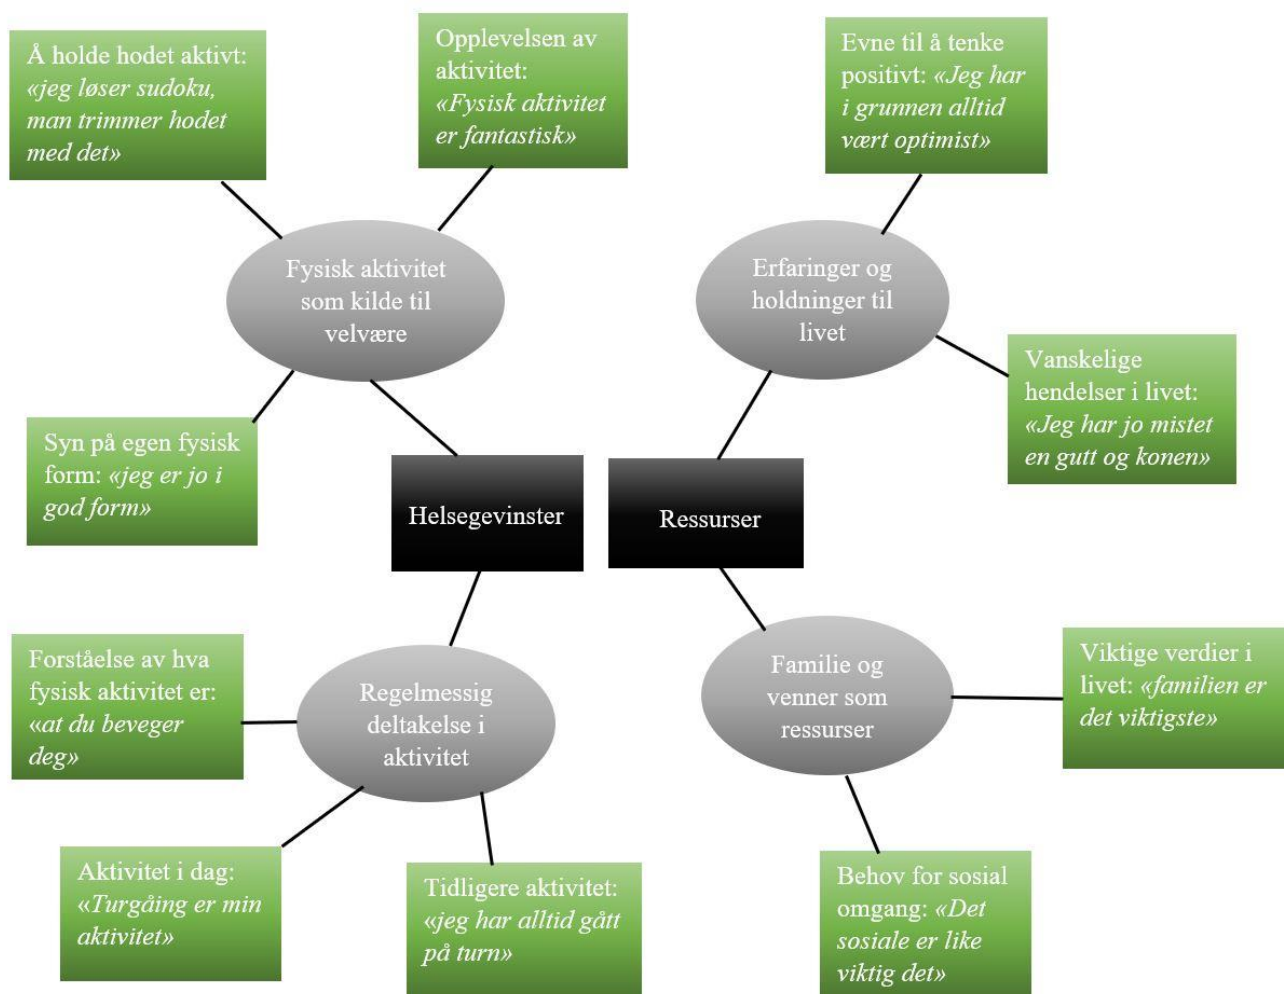 Å holde hodet aktivt:
«jeg løser sudoku,
man trimmer hodet
med det»
Opplevelsen av
aktivitet:
«Fysisk aktivitet
er fantastisk»
Evne til å tenke
positivt: «Jeg har
i grunnen alltid
vært optimist»
Fysisk aktivitet
som kilde til
velvære
Erfaringer og
holdninger til
livet
Vanskelige
hendelser i livet:
«Jeg har jo mistet
en gutt og konen»
Syn på egen fysisk
form: «jeg er jo i
god form»
Helsegevinster
Ressurser
Forståelse av hva
fysisk aktivitet er:
«at du beveger
deg»
Regelmessig
deltakelse i
aktivitet
Familie og
venner som
ressurser
Viktige verdier i
livet: «familien er
det viktigste»
Aktivitet i dag:
«Turgåing er min
aktivitet»
Tidligere aktivitet:
«jeg har alltid gått
på turn»
Behov for sosial
omgang: «Det
sosiale er like
viktig det»